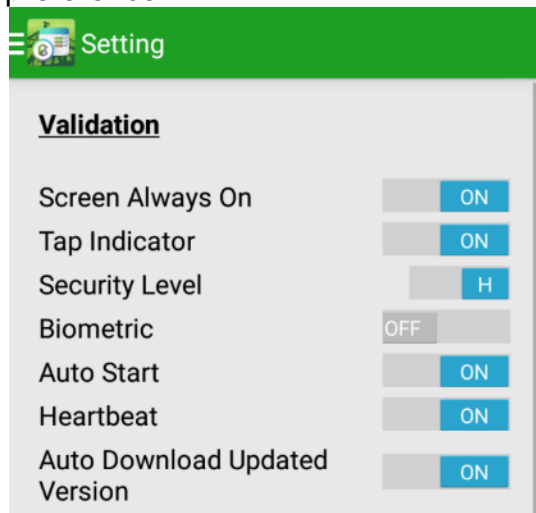 Setting
Validation
Screen Always On ON
Tap Indicator ON
Security Level H
Biometric OFF
Auto Start ON
Heartbeat ON
Auto Download Updated
Version ON